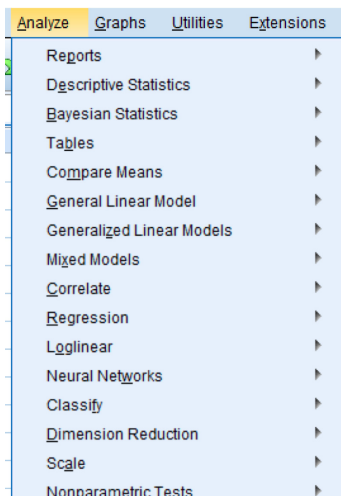 Analyze Graphs Utilities Extensions
Reports
Descriptive Statistics
Bayesian Statistics
Tables
Compare Means
General Linear Model
Generalized Linear Models
Mixed Models
Correlate
Regression
Loglinear
Neural Networks
Classify
Dimension Reduction
Scale
Nonparametric Tests